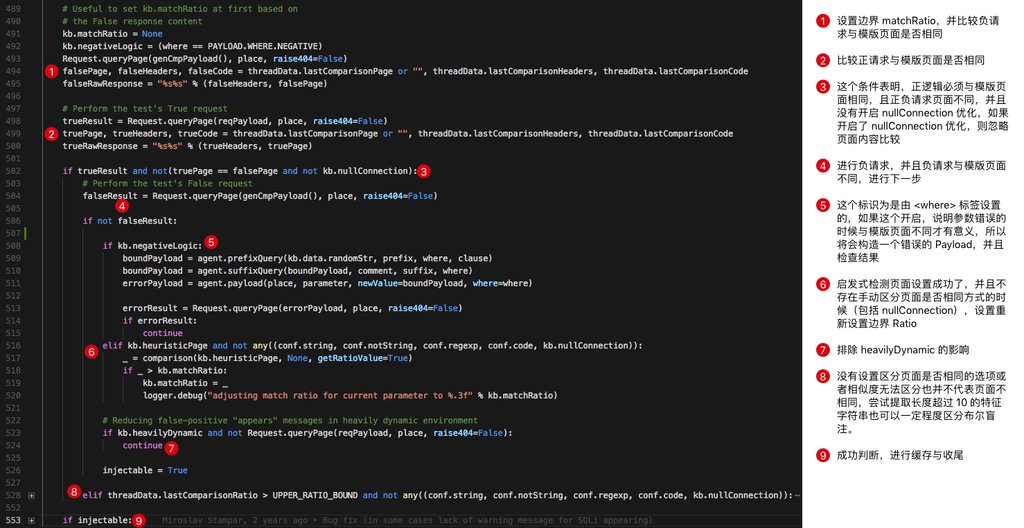 489 # Useful to set kb.matchRatio at first based on
490 # the False response content
491 kb.matchRatio = None
492 kb.negativeLogic = (where == PAYLOAD.WHERE.NEGATIVE)
493 Request.queryPage(genCmpPayload(), place, raise404=False)
494 1 falsePage, falseHeaders, falseCode = threadData.lastComparisonPage or "", threadData.lastComparisonHeaders, threadData.lastComparisonCode
495 falseRawResponse = "%s%s" % (falseHeaders, falsePage)
496
497 # Perform the test's True request
498 trueResult = Request.queryPage(reqPayload, place, raise404=False)
499 2 truePage, trueHeaders, trueCode = threadData.lastComparisonPage or "", threadData.lastComparisonHeaders, threadData.lastComparisonCode
500 trueRawResponse = "%s%s" % (trueHeaders, truePage)
501
502 if trueResult and not(truePage == falsePage and not kb.nullConnection): 3
503 # Perform the test's False request
504 falseResult = Request.queryPage(genCmpPayload(), place, raise404=False)
505 4
506 if not falseResult:
507
508 if kb.negativeLogic: 5
509 boundPayload = agent.prefixQuery(kb.data.randomStr, prefix, where, clause)
510 boundPayload = agent.suffixQuery(boundPayload, comment, suffix, where)
511 errorPayload = agent.payload(place, parameter, newValue=boundPayload, where=where)
512
513 errorResult = Request.queryPage(errorPayload, place, raise404=False)
514 if errorResult:
515 continue
516 6 elif kb.heuristicPage and not any((conf.string, conf.notString, conf.regexp, conf.code, kb.nullConnection)):
517 _ = comparison(kb.heuristicPage, None, getRatioValue=True)
518 if _ > kb.matchRatio:
519 kb.matchRatio = _
520 logger.debug("adjusting match ratio for current parameter to %.3f" % kb.matchRatio)
521
522 # Reducing false-positive "appears" messages in heavily dynamic environment
523 if kb.heavilyDynamic and not Request.queryPage(reqPayload, place, raise404=False):
524 continue 7
525
526 injectable = True
527
528 8 elif threadData.lastComparisonRatio > UPPER_RATIO_BOUND and not any((conf.string, conf.notString, conf.regexp, conf.code, kb.nullConnection)):⋯
552
553 if injectable: 9 Miroslav Stampar, 2 years ago • Bug fix (in some cases lack of warning message for SQLi appearing)
1 设置边界 matchRatio，并比较负请
求与模版页面是否相同
2 比较正请求与模版页面是否相同
3 这个条件表明，正逻辑必须与模版页
面相同，且正负请求页面不同，并且
没有开启 nullConnection 优化，如果
开启了 nullConnection 优化，则忽略
页面内容比较
4 进行负请求，并且负请求与模版页面
不同，进行下一步
5 这个标识为是由 <where> 标签设置
的，如果这个开启，说明参数错误的
时候与模版页面不同才有意义，所以
将会构造一个错误的 Payload，并且
检查结果
6 启发式检测页面设置成功了，并且不
存在手动区分页面是否相同方式的时
候（包括 nullConnection），设置重
新设置边界 Ratio
7 排除 heavilyDynamic 的影响
8 没有设置区分页面是否相同的选项或
者相似度无法区分也并不代表页面不
相同，尝试提取长度超过 10 的特征
字符串也可以一定程度区分布尔盲
注。
9 成功判断，进行缓存与收尾